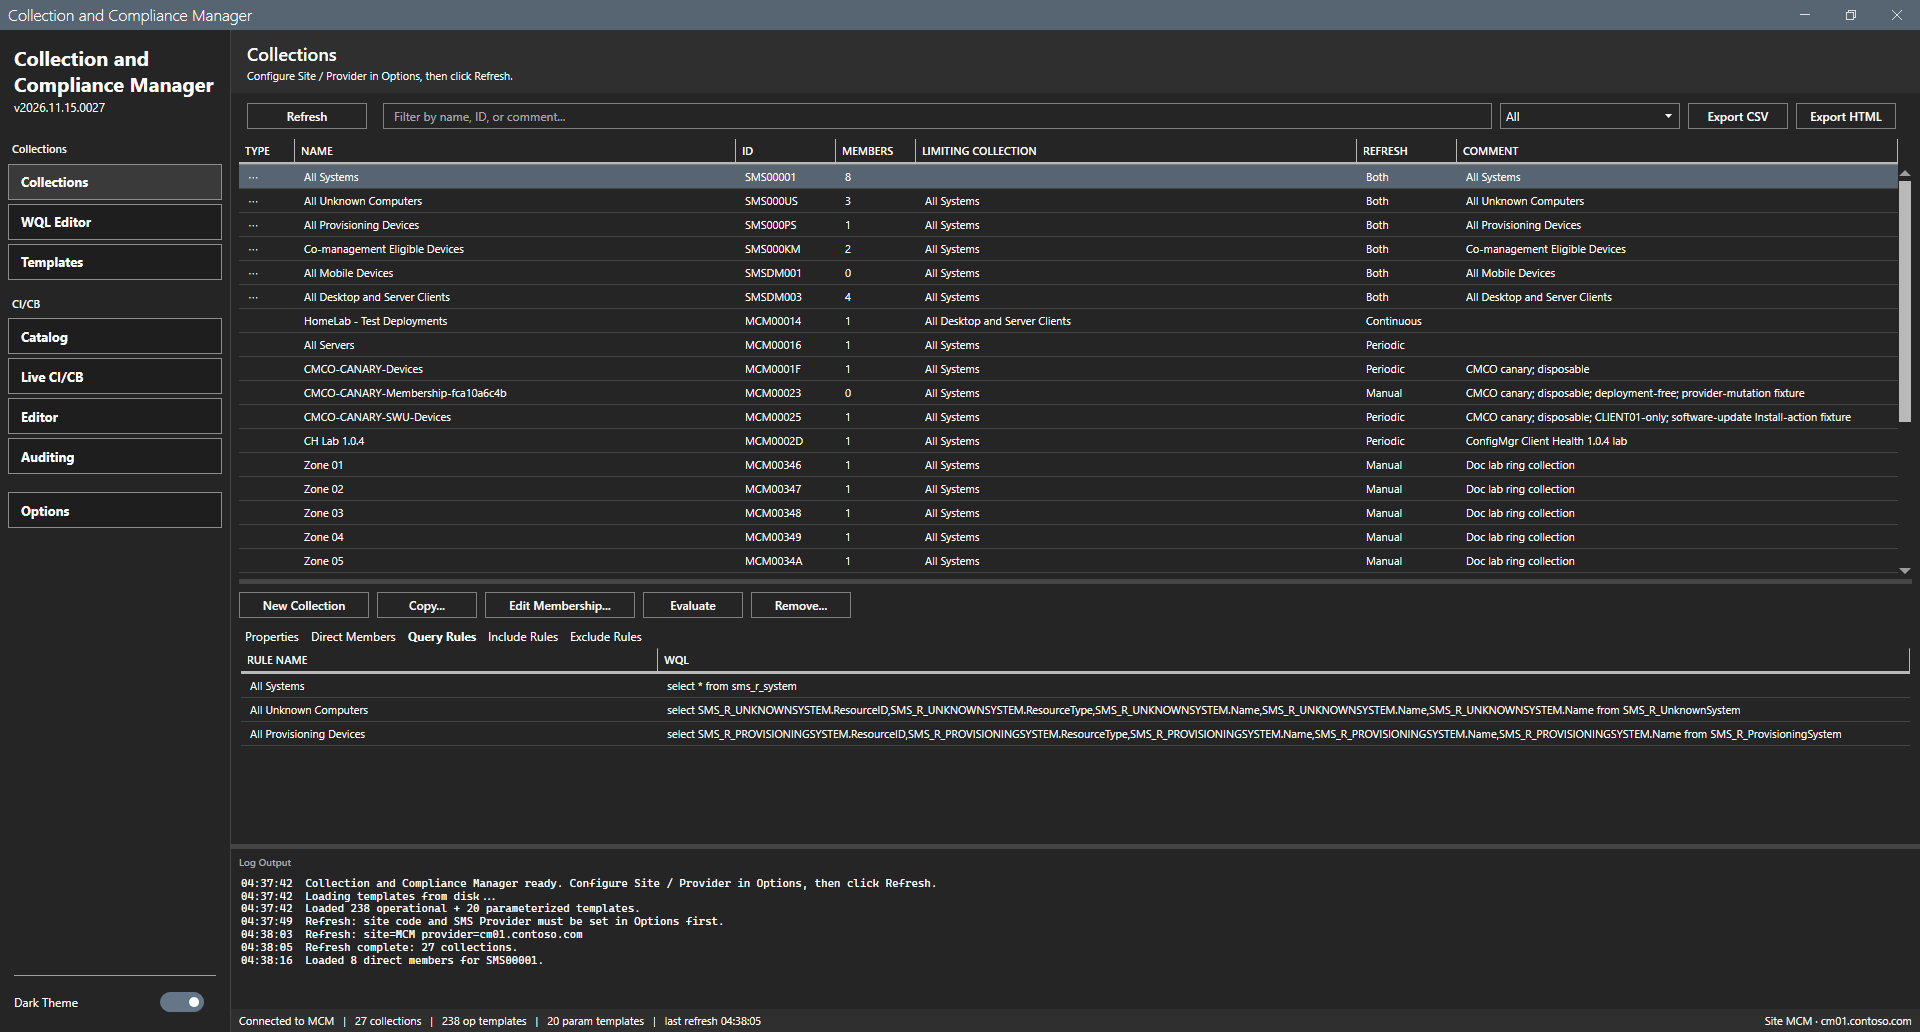 Collection and Compliance Manager
Collection and
Compliance Manager
v2026.11.15.0027
Collections
Collections
WQL Editor
Templates
CI/CB
Catalog
Live CI/CB
Editor
Auditing
Options
Dark Theme
Collections
Configure Site / Provider in Options, then click Refresh.
Refresh
Filter by name, ID, or comment...
All
Export CSV
Export HTML
TYPE NAME ID MEMBERS LIMITING COLLECTION REFRESH COMMENT
... All Systems SMS00001 8 Both All Systems
... All Unknown Computers SMS000US 3 All Systems Both All Unknown Computers
... All Provisioning Devices SMS000PS 1 All Systems Both All Provisioning Devices
... Co-management Eligible Devices SMS000KM 2 All Systems Both Co-management Eligible Devices
... All Mobile Devices SMSDM001 0 All Systems Both All Mobile Devices
... All Desktop and Server Clients SMSDM003 4 All Systems Both All Desktop and Server Clients
HomeLab - Test Deployments MCM00014 1 All Desktop and Server Clients Continuous
All Servers MCM00016 1 All Systems Periodic
CMCO-CANARY-Devices MCM0001F 1 All Systems Periodic CMCO canary; disposable
CMCO-CANARY-Membership-fca10a6c4b MCM00023 0 All Systems Manual CMCO canary; disposable; deployment-free; provider-mutation fixture
CMCO-CANARY-SWU-Devices MCM00025 1 All Systems Periodic CMCO canary; disposable; CLIENT01-only; software-update Install-action fixture
CH Lab 1.0.4 MCM0002D 1 All Systems Periodic ConfigMgr Client Health 1.0.4 lab
Zone 01 MCM00346 1 All Systems Manual Doc lab ring collection
Zone 02 MCM00347 1 All Systems Manual Doc lab ring collection
Zone 03 MCM00348 1 All Systems Manual Doc lab ring collection
Zone 04 MCM00349 1 All Systems Manual Doc lab ring collection
Zone 05 MCM0034A 1 All Systems Manual Doc lab ring collection
New Collection
Copy...
Edit Membership...
Evaluate
Remove...
Properties Direct Members Query Rules Include Rules Exclude Rules
RULE NAME WQL
All Systems select * from sms_r_system
All Unknown Computers select SMS_R_UNKNOWNSYSTEM.ResourceID,SMS_R_UNKNOWNSYSTEM.ResourceType,SMS_R_UNKNOWNSYSTEM.Name,SMS_R_UNKNOWNSYSTEM.Name,SMS_R_UNKNOWNSYSTEM.Name from SMS_R_UnknownSystem
All Provisioning Devices select SMS_R_PROVISIONINGSYSTEM.ResourceID,SMS_R_PROVISIONINGSYSTEM.ResourceType,SMS_R_PROVISIONINGSYSTEM.Name,SMS_R_PROVISIONINGSYSTEM.Name,SMS_R_PROVISIONINGSYSTEM.Name from SMS_R_ProvisioningSystem
Log Output
04:37:42 Collection and Compliance Manager ready. Configure Site / Provider in Options, then click Refresh.
04:37:42 Loading templates from disk...
04:37:42 Loaded 238 operational + 20 parameterized templates.
04:37:49 Refresh: site code and SMS Provider must be set in Options first.
04:38:03 Refresh: site=MCM provider=cm01.contoso.com
04:38:05 Refresh complete: 27 collections.
04:38:16 Loaded 8 direct members for SMS00001.
Connected to MCM | 27 collections | 238 op templates | 20 param templates | last refresh 04:38:05
Site MCM · cm01.contoso.com